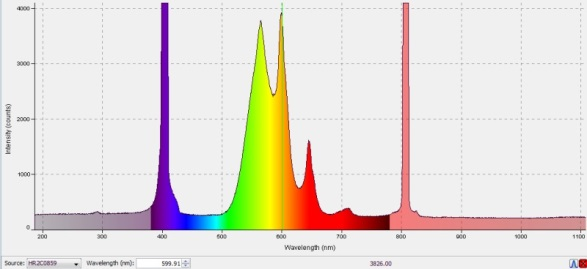 4000
3000
2000
1000
0
Intensity (counts)
200 300 400 500 600 700 800 900 1000 1100
Wavelength (nm)
Source: HR2C0859 Wavelength (nm): 599.91 3826.00 A